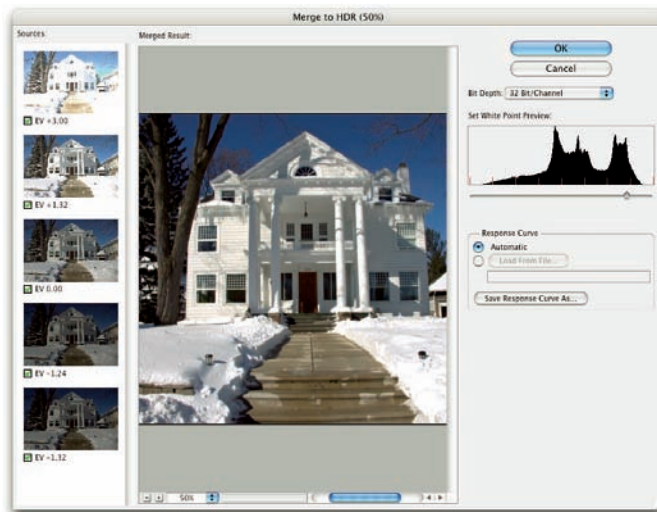 Merge to HDR (50%)
Sources
EV +3.00
EV +1.32
EV 0.00
EV -1.24
EV -1.32
Merged Result:
50%
OK
Cancel
Bit Depth: 32 Bit/Channel
Set White Point Preview:
Response Curve
Automatic
Load From File...
Save Response Curve As...